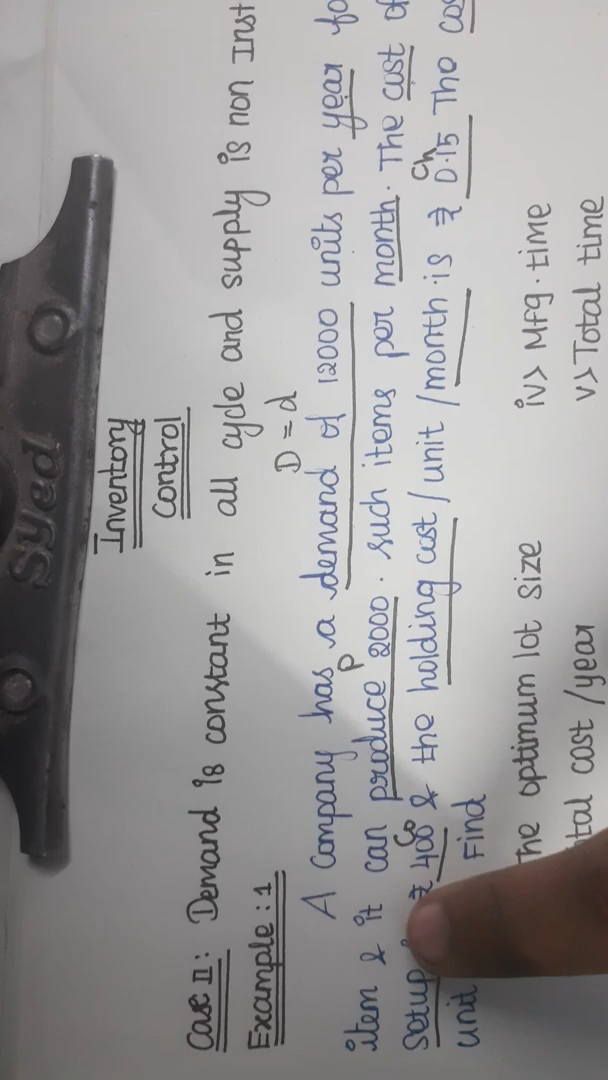 Syed
Inventory
Control
Case II: Demand is constant in all cycle and supply is non Inst
Example:1 D = d
A Company has a demand of 12000 units per year fo
P
item & it can produce 2000. such items per month. The cost of
Co Ch
Setup ₹ 400 & the holding cost / unit /month is ₹ 0.15 The cos
unit Find
The optimum lot size iv> Mfg. time
tal cost /year v> Total time